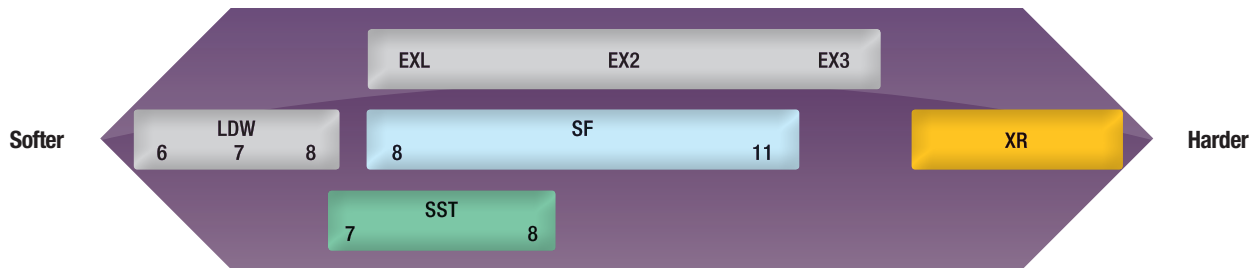 EXL EX2 EX3
Softer
LDW
6 7 8
SF
8 11
XR
Harder
SST
7 8